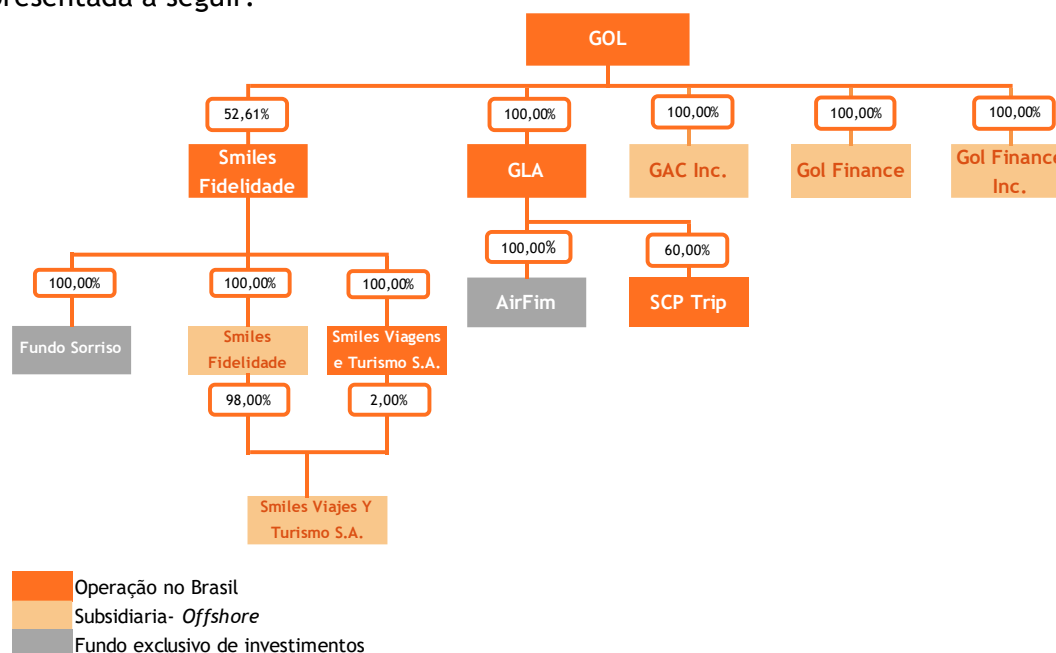 presentada a seguir:
GOL
52,61%
100,00%
100,00%
100,00%
100,00%
Smiles
Fidelidade
GLA
GAC Inc.
Gol Finance
Gol Finance
Inc.
100,00%
100,00%
100,00%
100,00%
60,00%
Fundo Sorriso
Smiles
Fidelidade
Smiles Viagens
e Turismo S.A.
AirFim
SCP Trip
98,00%
2,00%
Smiles Viajes Y
Turismo S.A.
Operação no Brasil
Subsidiaria- Offshore
Fundo exclusivo de investimentos